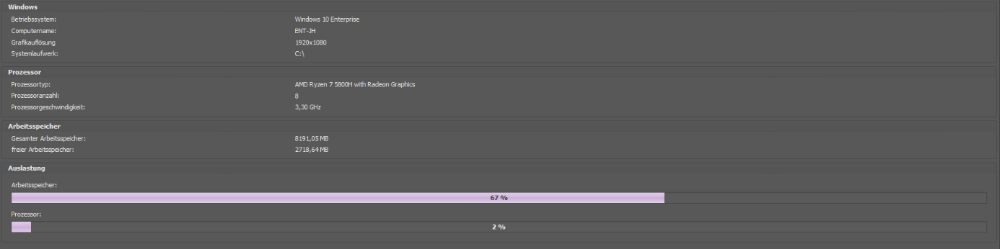 Windows
Betriebssystem: Windows 10 Enterprise
Computername: ENT-JH
Grafikauflösung 1920x1080
Systemlaufwerk: C:\
Prozessor
Prozessortyp: AMD Ryzen 7 5800H with Radeon Graphics
Prozessoranzahl: 8
Prozessorgeschwindigkeit: 3,30 GHz
Arbeitsspeicher
Gesamter Arbeitsspeicher: 8191,05 MB
freier Arbeitsspeicher: 2718,64 MB
Auslastung
Arbeitsspeicher:
67 %
Prozessor:
2 %